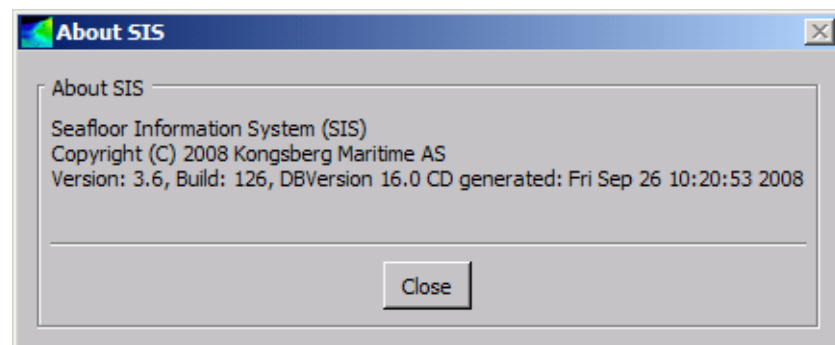 About SIS
About SIS
Seafloor Information System (SIS)
Copyright (C) 2008 Kongsberg Maritime AS
Version: 3.6, Build: 126, DBVersion 16.0 CD generated: Fri Sep 26 10:20:53 2008
Close